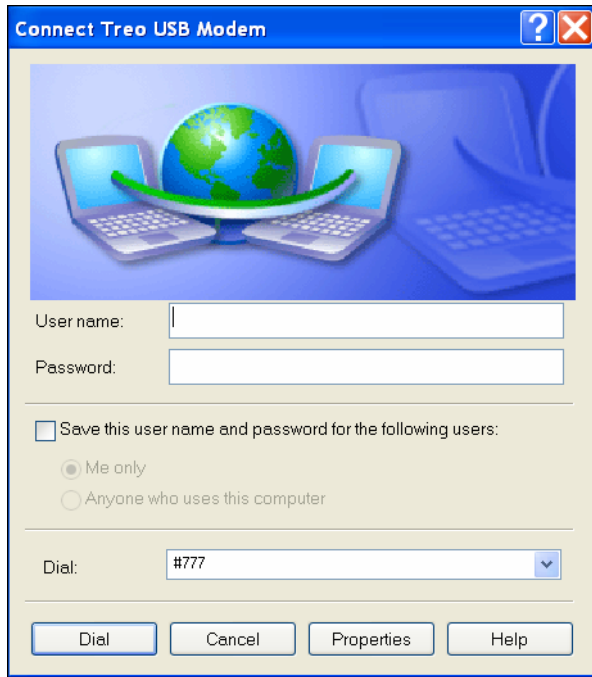 Connect Treo USB Modem
User name:
Password:
Save this user name and password for the following users:
Me only
Anyone who uses this computer
Dial: #777
Dial Cancel Properties Help